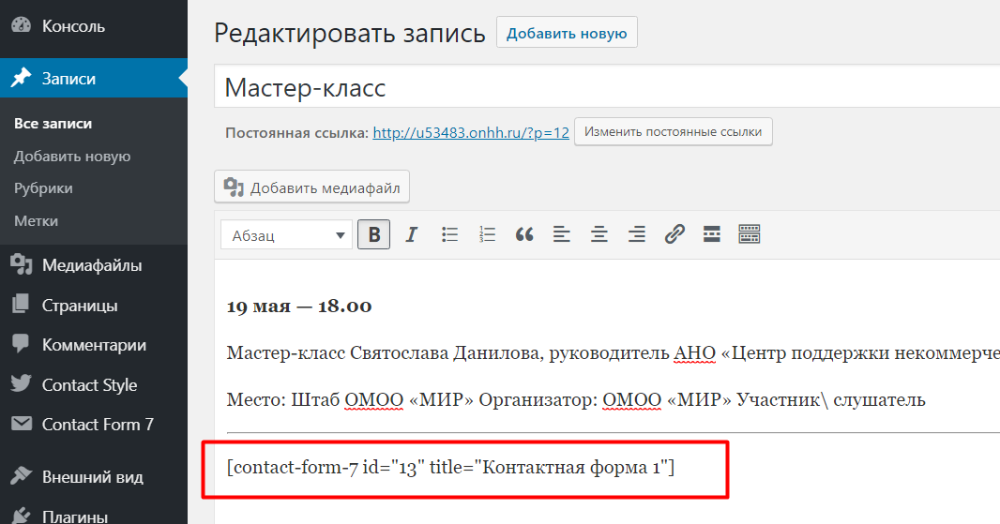 Консоль
Записи
Все записи
Добавить новую
Рубрики
Метки
Медиафайлы
Страницы
Комментарии
Contact Style
Contact Form 7
Внешний вид
Плагины
Редактировать запись Добавить новую
Мастер-класс
Постоянная ссылка: http://u53483.onhh.ru/?p=12 Изменить постоянные ссылки
Добавить медиафайл
Абзац B I
19 мая — 18.00
Мастер-класс Святослава Данилова, руководитель АНО «Центр поддержки некоммерче
Место: Штаб ОМОО «МИР» Организатор: ОМОО «МИР» Участник\ слушатель
[contact-form-7 id="13" title="Контактная форма 1"]